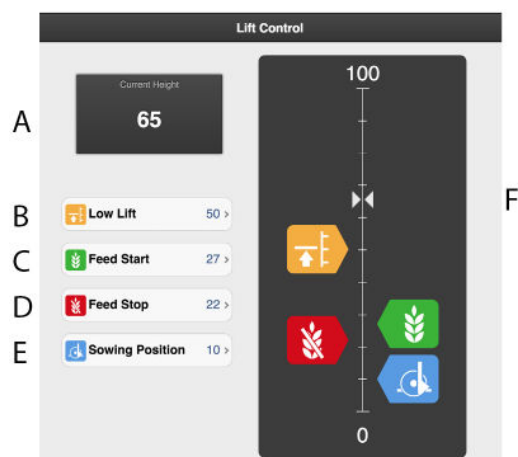 Lift Control
Current Height
65
A
B
Low Lift 50 >
C
Feed Start 27 >
D
Feed Stop 22 >
E
Sowing Position 10 >
100
F
0